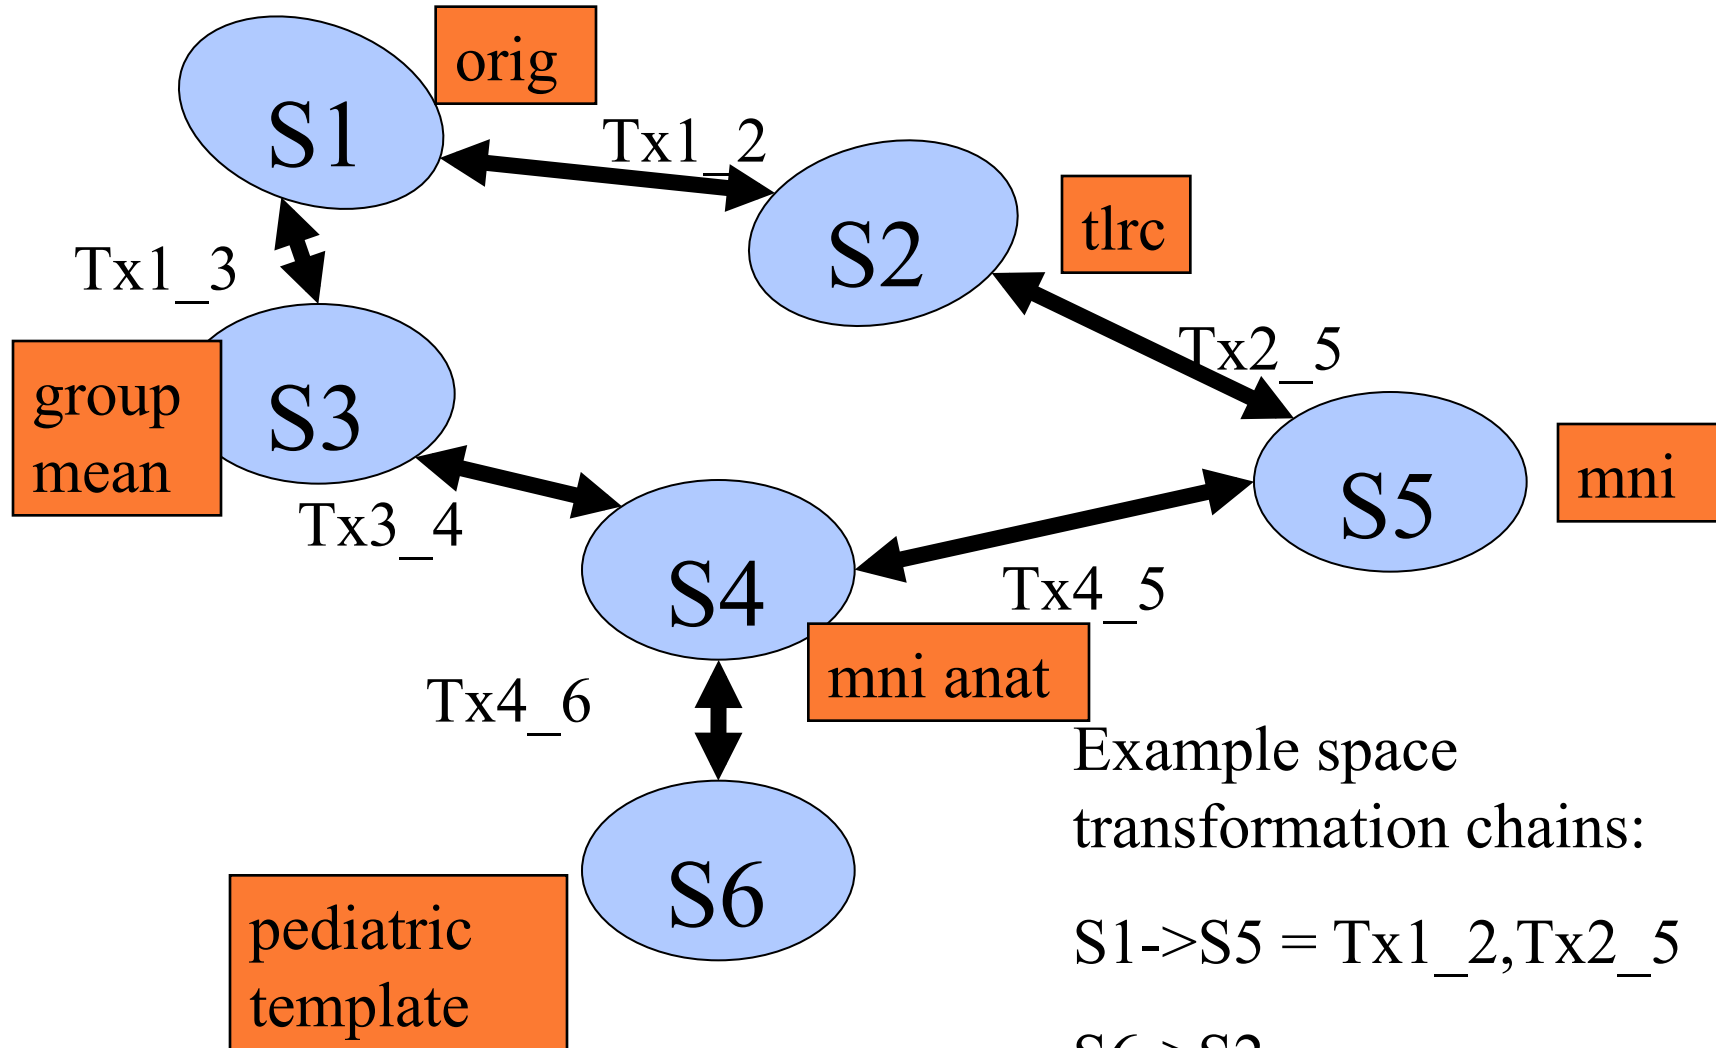 orig
S1
Tx1_2
S2
tlrc
Tx1_3
Tx2_5
group
mean
S3
mni
S5
Tx3_4
S4
Tx4_5
mni anat
Tx4_6
Example space
transformation chains:
S6
pediatric
template
S1->S5 = Tx1_2,Tx2_5